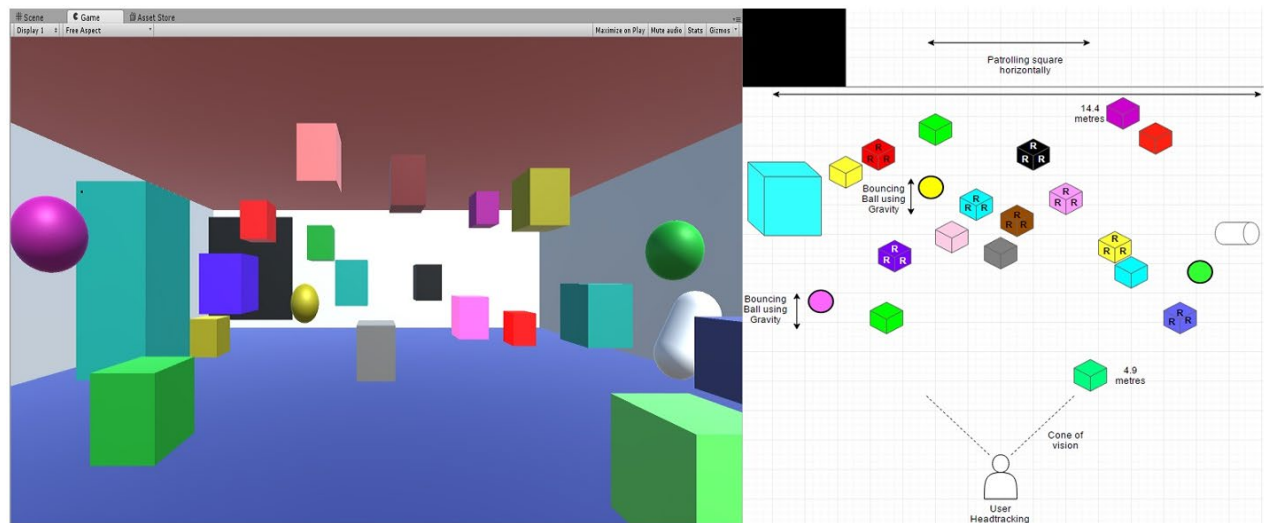 Scene Game Asset Store
Display 1 Free Aspect Maximize on Play Mute audio Stats Gizmos
Patrolling square
horizontally
14.4
metres
R
R R
R
R R
Bouncing
Ball using
Gravity
R
R R
R
R R
R
R R
R
R R
R
R R
Bouncing
Ball using
Gravity
R
R R
4.9
metres
Cone of
vision
User
Headtracking